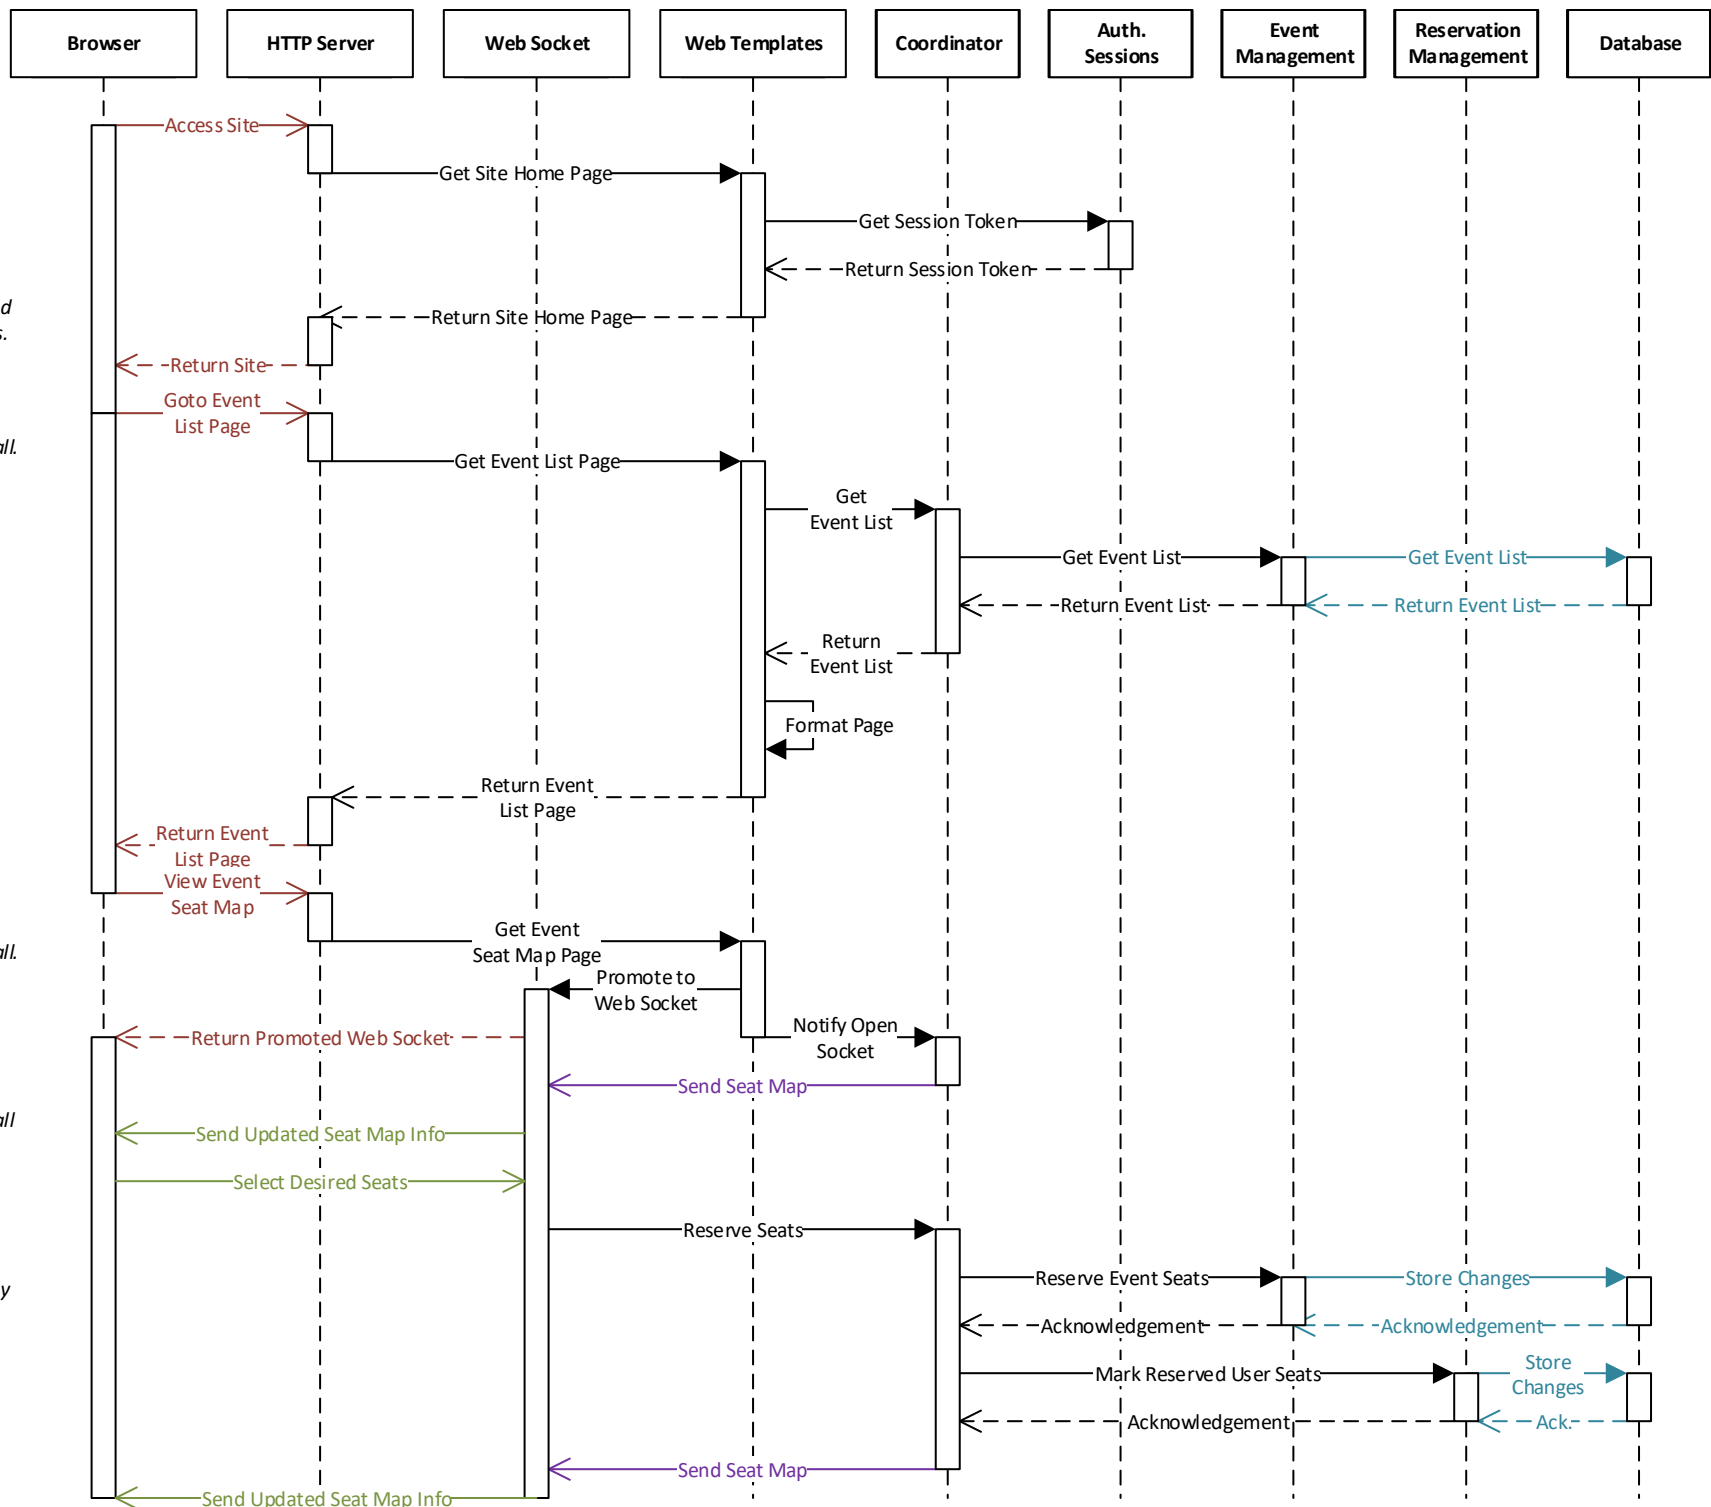 Browser
HTTP Server
Web Socket
Web Templates
Coordinator
Auth.
Sessions
Event
Management
Reservation
Management
Database
Access Site
Get Site Home Page
Get Session Token
Return Session Token
d
s.
Return Site Home Page
Return Site
Goto Event
List Page
all.
Get Event List Page
Get
Event List
Get Event List
Get Event List
Return Event List
Return Event List
Return
Event List
Format Page
Return Event
List Page
Return Event
List Page
View Event
Seat Map
Get Event
Seat Map Page
all.
Promote to
Web Socket
Return Promoted Web Socket
Notify Open
Socket
Send Seat Map
all
Send Updated Seat Map Info
Select Desired Seats
Reserve Seats
y
Reserve Event Seats
Store Changes
Acknowledgement
Acknowledgement
Mark Reserved User Seats
Store
Changes
Acknowledgement
Ack.
Send Seat Map
Send Updated Seat Map Info